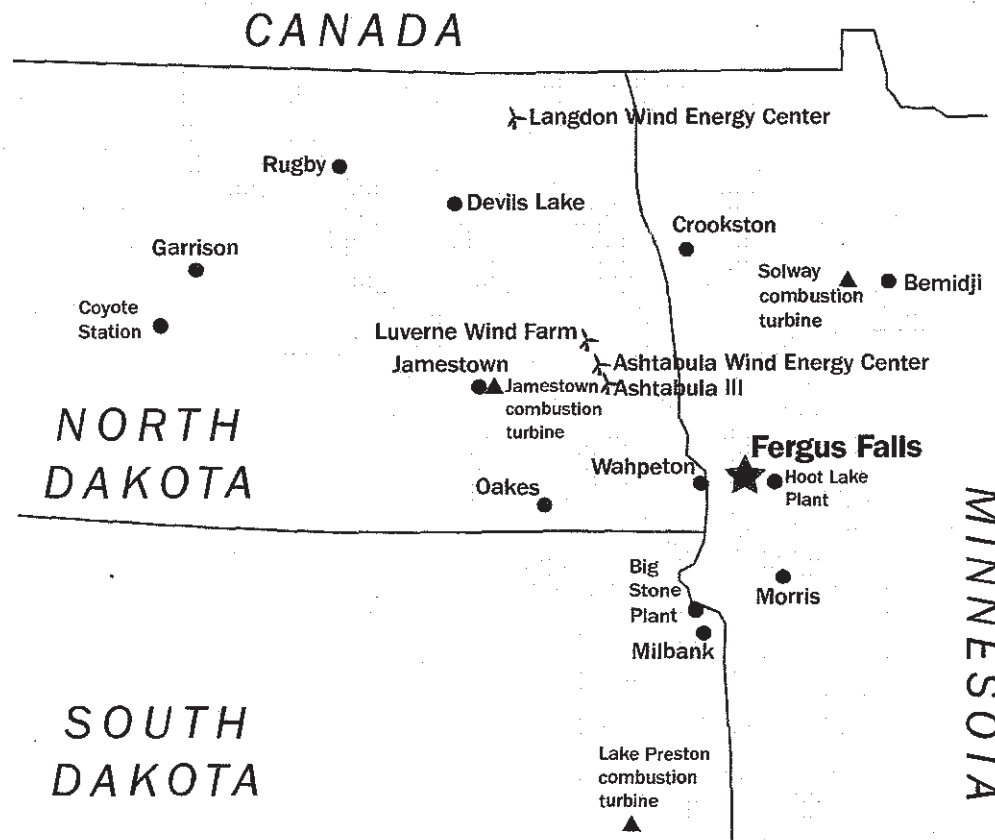 CANADA
Langdon Wind Energy Center
Rugby
Devils Lake
Crookston
Garrison
Solway
combustion
turbine
Bemidji
Coyote
Station
Luverne Wind Farm
Jamestown
Ashtabula Wind Energy Center
Jamestown
combustion
turbine
Ashtabula III
NORTH
DAKOTA
Fergus Falls
Wahpeton
Hoot Lake
Plant
Oakes
MINNESOTA
Big
Stone
Plant
Morris
Milbank
SOUTH
DAKOTA
Lake Preston
combustion
turbine